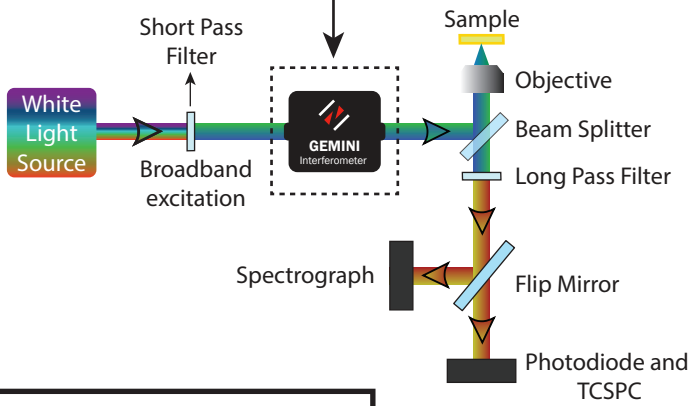 Short Pass
Filter
White
Light
Source
Broadband
excitation
GEMINI
Interferometer
Sample
Objective
Beam Splitter
Long Pass Filter
Spectrograph
Flip Mirror
Photodiode and
TCSPC